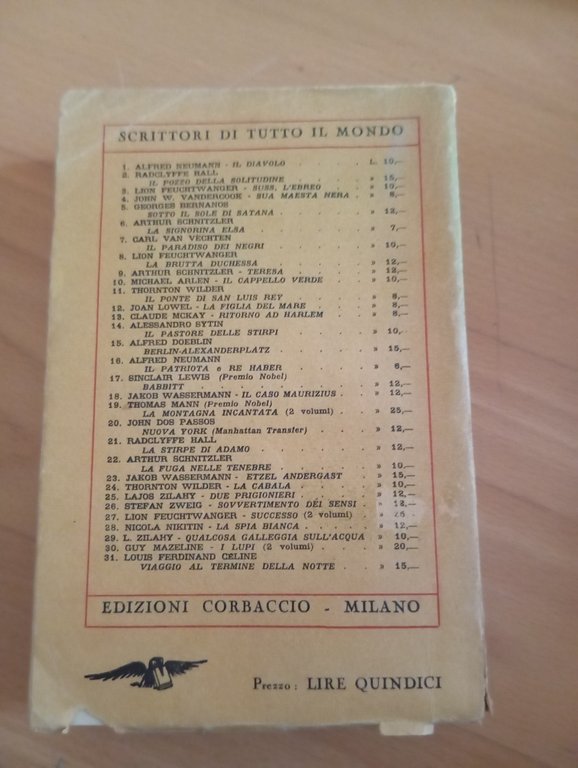 SCRITTORI DI TUTTO IL MONDO
1. ALFRED NEUMANN - IL DIAVOLO . . . . L. 10,—
2. RADCLYFFE HALL
IL POZZO DELLA SOLITUDINE . . . » 15,—
3. LION FEUCHTWANGER - SUSS, L'EBREO . » 10,—
4. JOHN W. VANDERCOOK - SUA MAESTA NERA . » 8,—
5. GEORGES BERNANOS
SOTTO IL SOLE DI SATANA . . . . » 12,—
6. ARTHUR SCHNITZLER
LA SIGNORINA ELSA . . . . . » 7,—
7. CARL VAN VECHTEN
IL PARADISO DEI NEGRI . . . . » 10,—
8. LION FEUCHTWANGER
LA BRUTTA DUCHESSA . . . . . » 12,—
9. ARTHUR SCHNITZLER - TERESA . . . » 12,—
10. MICHAEL ARLEN - IL CAPPELLO VERDE . . » 10,—
11. THORNTON WILDER
IL PONTE DI SAN LUIS REY . . . . » 8,—
12. JOAN LOWEL - LA FIGLIA DEL MARE . . » 8,—
13. CLAUDE MCKAY - RITORNO AD HARLEM . . » 8,—
14. ALESSANDRO SYTIN
IL PASTORE DELLE STIRPI . . . . » 10,—
15. ALFRED DOEBLIN
BERLIN-ALEXANDERPLATZ . . . . » 15,—
16. ALFRED NEUMANN
IL PATRIOTA e RE HABER . . . . » 6,—
17. SINCLAIR LEWIS (Premio Nobel)
BABBITT . . . . . . . » 12,—
18. JAKOB WASSERMANN - IL CASO MAURIZIUS . » 12,—
19. THOMAS MANN (Premio Nobel)
LA MONTAGNA INCANTATA (2 volumi) . . » 25,—
20. JOHN DOS PASSOS
NUOVA YORK (Manhattan Transfer) . . » 12,—
21. RADCLYFFE HALL
LA STIRPE DI ADAMO . . . . . » 12,—
22. ARTHUR SCHNITZLER
LA FUGA NELLE TENEBRE . . . . » 10,—
23. JAKOB WASSERMANN - ETZEL ANDERGAST . » 15,—
24. THORNTON WILDER - LA CABALA . . . » 10,—
25. LAJOS ZILAHY - DUE PRIGIONIERI . . . » 12,—
26. STEFAN ZWEIG - SOVVERTIMENTO DEI SENSI . » 12,—
27. LION FEUCHTWANGER - SUCCESSO (2 volumi) . »
28. NICOLA NIKITIN - LA SPIA BIANCA . . . » 12,—
29. L. ZILAHY - QUALCOSA GALLEGGIA SULL'ACQUA » 10,—
30. GUY MAZELINE - I LUPI (2 volumi) . . » 20,—
31. LOUIS FERDINAND CÉLINE
VIAGGIO AL TERMINE DELLA NOTTE . . » 15,—
EDIZIONI CORBACCIO - MILANO
Prezzo: LIRE QUINDICI